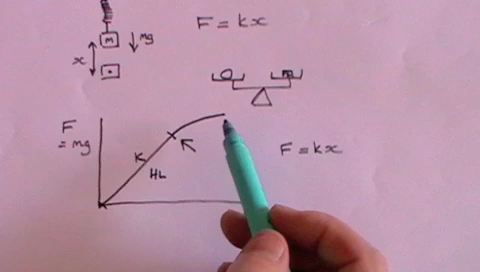 F = kx
M
mg
x
m
F
= mg
K
HL
F = kx